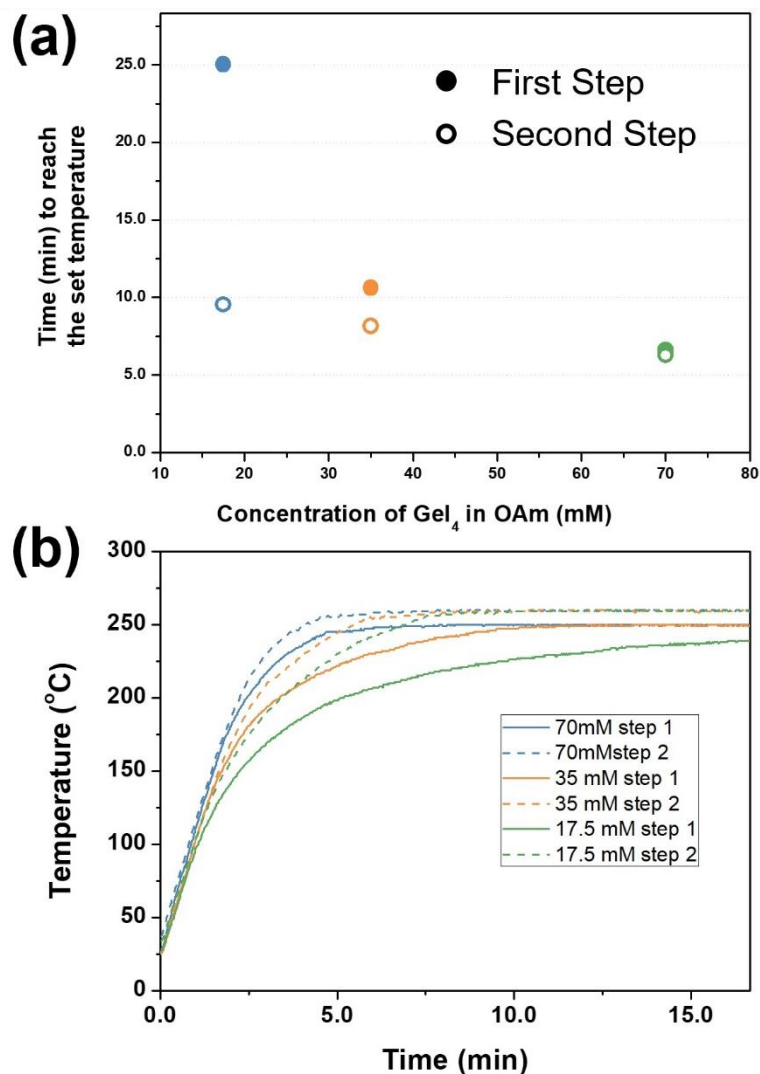 (a)
25.0
20.0
15.0
10.0
5.0
0.0
Time (min) to reach
the set temperature
First Step
Second Step
10 20 30 40 50 60 70 80
Concentration of GeI₄ in OAm (mM)
(b)
300
250
200
150
100
50
0
Temperature (°C)
70mM step 1
70mMstep 2
35 mM step 1
35 mM step 2
17.5 mM step 1
17.5 mM step 2
0.0 5.0 10.0 15.0
Time (min)